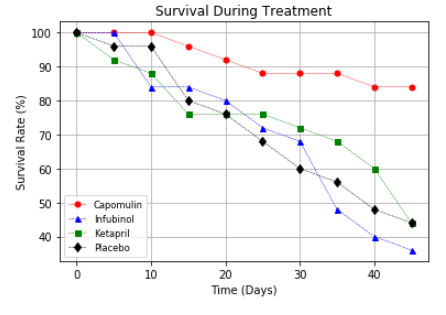 Survival During Treatment
Survival Rate (%)
100
90
80
70
60
50
40
Capomulin
Infubinol
Ketapril
Placebo
0
10
20
30
40
Time (Days)